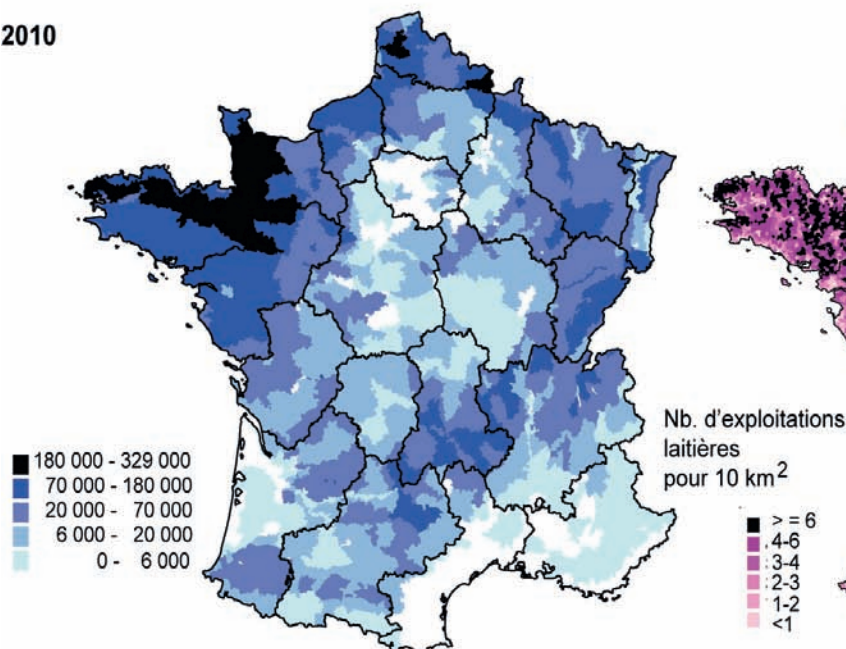 2010
180 000 - 329 000
70 000 - 180 000
20 000 - 70 000
6 000 - 20 000
0 - 6 000
Nb. d'exploitations
laitières
pour 10 km²
> = 6
4-6
3-4
2-3
1-2
<1